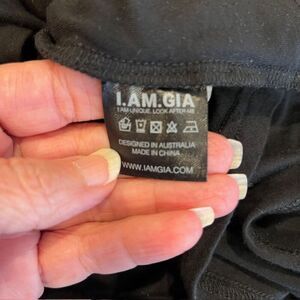 I.AM.GIA
I AM UNIQUE. LOOK AFTER ME
DESIGNED IN AUSTRALIA
MADE IN CHINA
WWW.IAMGIA.COM